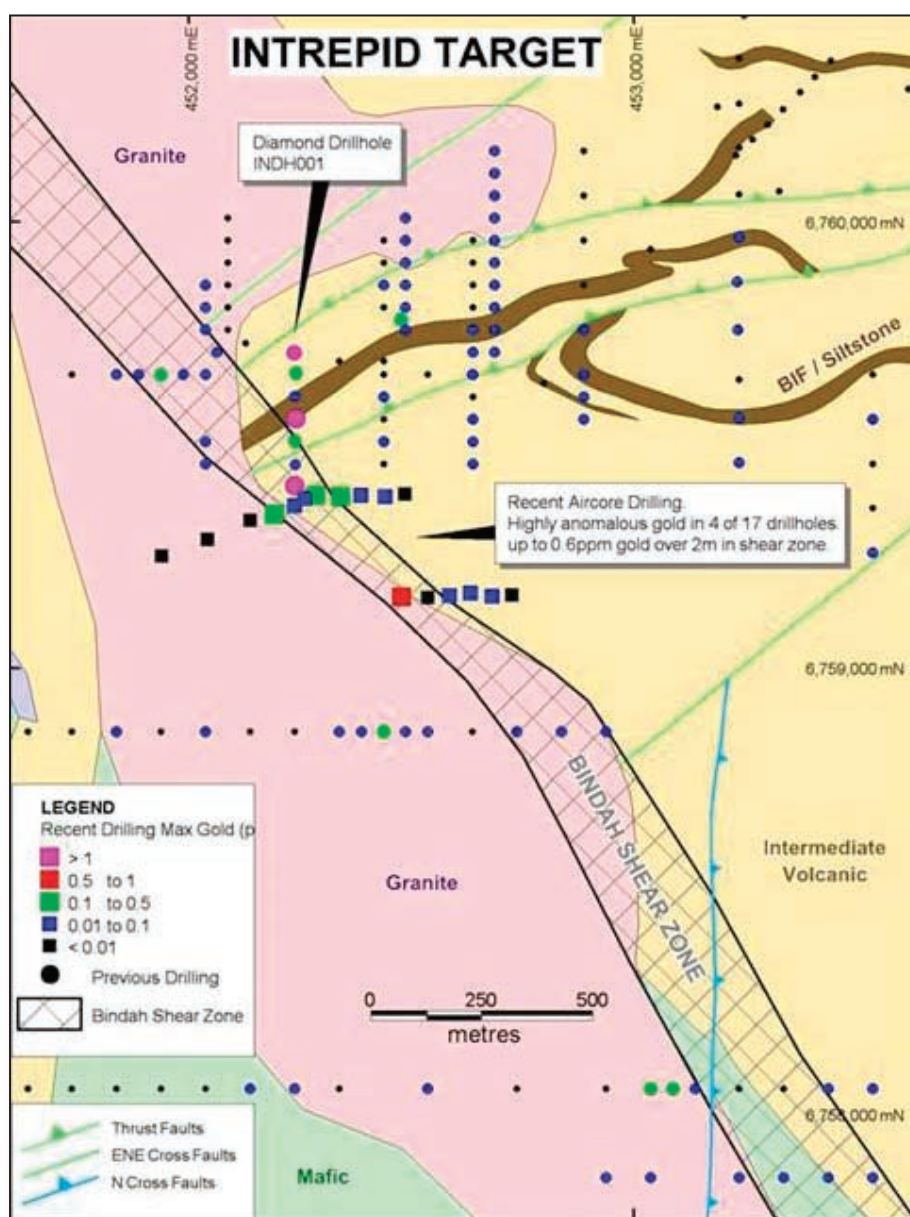 INTREPID TARGET
452,000 mE
453,000 mE
Granite
Diamond Drillhole
INDH001
6,760,000 mN
BIF / Siltstone
Recent Aircore Drilling.
Highly anomalous gold in 4 of 17 drillholes
up to 0.6ppm gold over 2m in shear zone.
6,759,000 mN
BINDAH SHEAR ZONE
Intermediate
Volcanic
Granite
LEGEND
Recent Drilling Max Gold (p
> 1
0.5 to 1
0.1 to 0.5
0.01 to 0.1
< 0.01
Previous Drilling
Bindah Shear Zone
0 250 500
metres
6,758,000 mN
Thrust Faults
ENE Cross Faults
N Cross Faults
Mafic